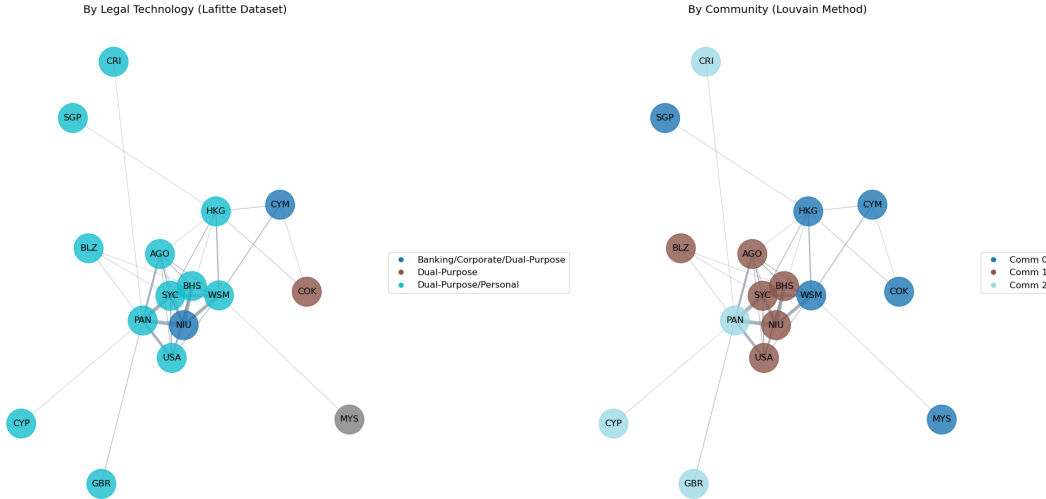 By Legal Technology (Lafitte Dataset)
CRI
SGP
HKG
CYM
BLZ
AGO
BHS
SYC
WSM
COK
PAN
NIU
USA
CYP
MYS
GBR
Banking/Corporate/Dual-Purpose
Dual-Purpose
Dual-Purpose/Personal
By Community (Louvain Method)
CRI
SGP
HKG
CYM
BLZ
AGO
BHS
SYC
WSM
COK
PAN
NIU
USA
CYP
MYS
GBR
Comm 0
Comm 1
Comm 2